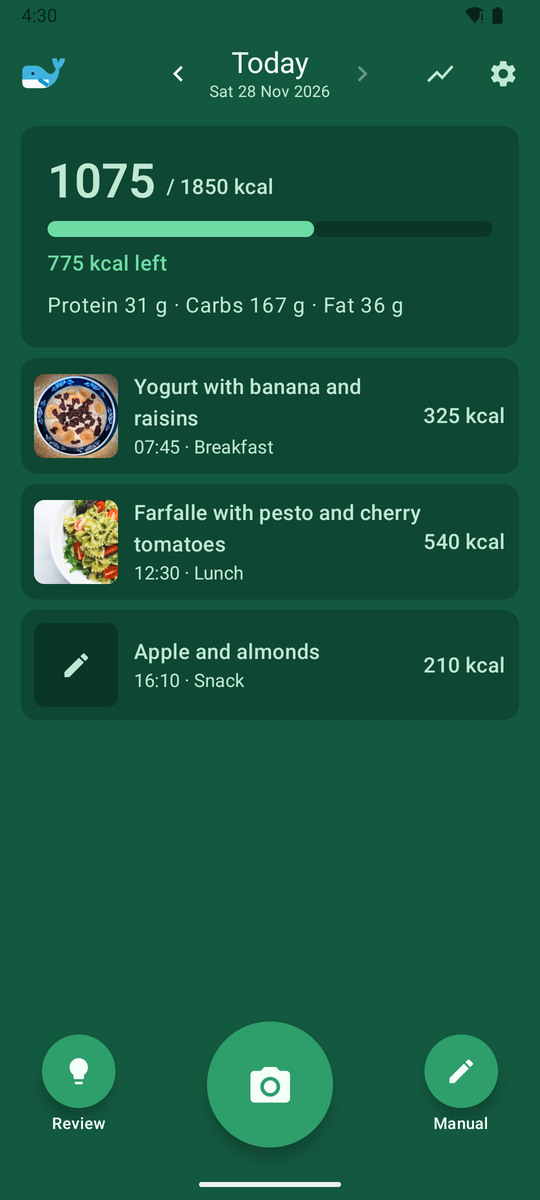 4:30
Today
Sat 28 Nov 2026
1075 / 1850 kcal
775 kcal left
Protein 31 g · Carbs 167 g · Fat 36 g
Yogurt with banana and
raisins
325 kcal
07:45 · Breakfast
Farfalle with pesto and cherry
tomatoes
540 kcal
12:30 · Lunch
Apple and almonds
210 kcal
16:10 · Snack
Review
Manual